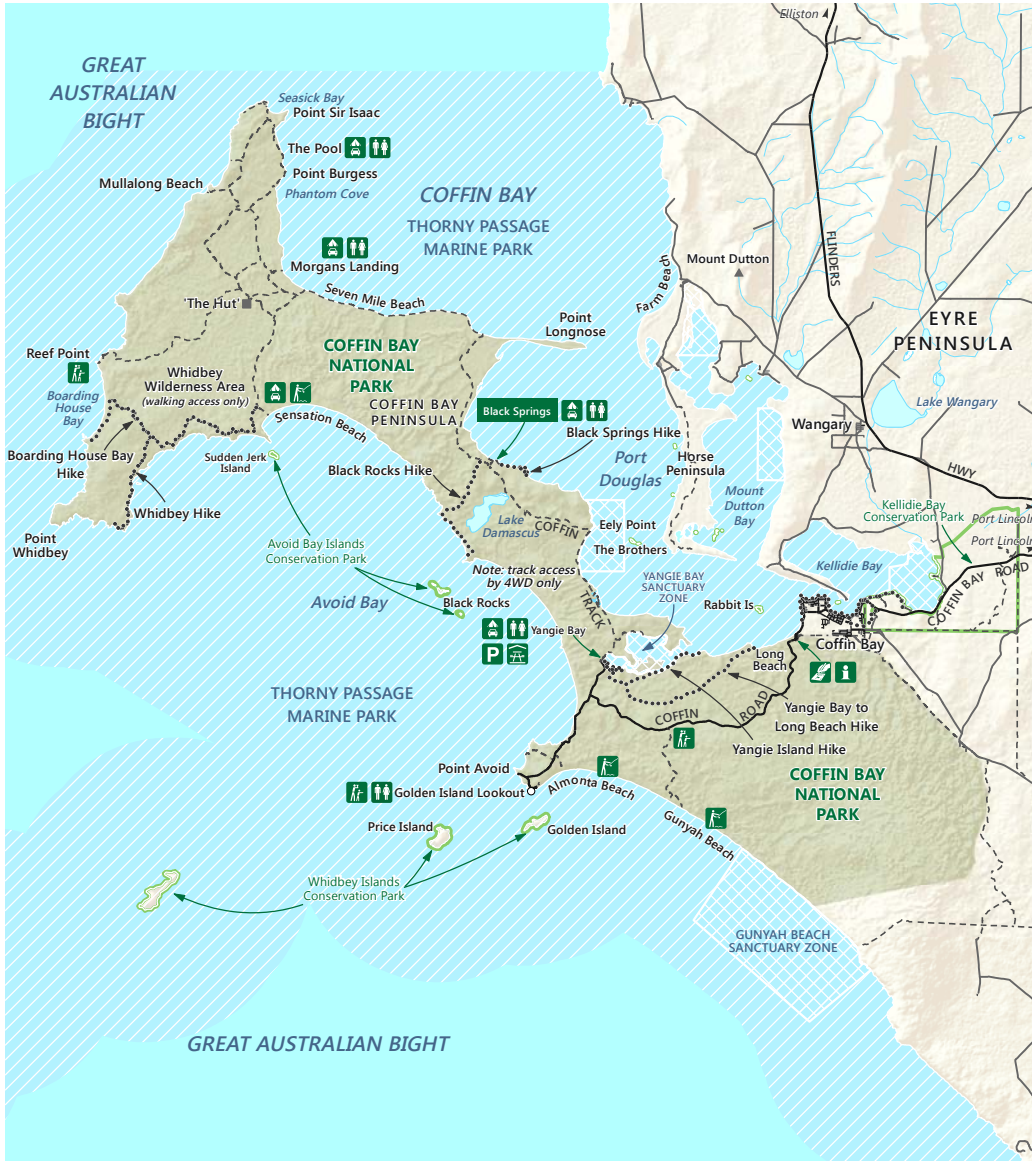 Elliston
GREAT
AUSTRALIAN
BIGHT
Seasick Bay
Point Sir Isaac
The Pool
Point Burgess
Mullalong Beach
Phantom Cove
COFFIN BAY
THORNY PASSAGE
MARINE PARK
FLINDERS
Mount Dutton
Morgans Landing
Farm Beach
Seven Mile Beach
'The Hut'
Point
Longnose
EYRE
PENINSULA
COFFIN BAY
NATIONAL
PARK
Reef Point
Whidbey
Wilderness Area
(walking access only)
Boarding
House
Bay
COFFIN BAY
PENINSULA
Lake Wangary
Black Springs
Sensation Beach
Wangary
Black Springs Hike
Boarding House Bay
Hike
Sudden Jerk
Island
Black Rocks Hike
Port
Douglas
Horse
Peninsula
HWY
Whidbey Hike
Mount
Dutton
Bay
Kellidie Bay
Conservation Park
Port Lincoln
Port Lincoln
Point
Whidbey
Lake
Damascus
COFFIN
Eely Point
The Brothers
Avoid Bay Islands
Conservation Park
Kellidie Bay
COFFIN BAY ROAD
Note: track access
by 4WD only
YANGIE BAY
SANCTUARY
ZONE
Avoid Bay
Black Rocks
TRACK
Rabbit Is
Yangie Bay
P
Coffin Bay
Long
Beach
i
THORNY PASSAGE
MARINE PARK
COFFIN ROAD
Yangie Bay to
Long Beach Hike
Yangie Island Hike
Point Avoid
COFFIN BAY
NATIONAL
PARK
Golden Island Lookout
Almonta Beach
Price Island
Golden Island
Gunyah Beach
Whidbey Islands
Conservation Park
GUNYAH BEACH
SANCTUARY ZONE
GREAT AUSTRALIAN BIGHT